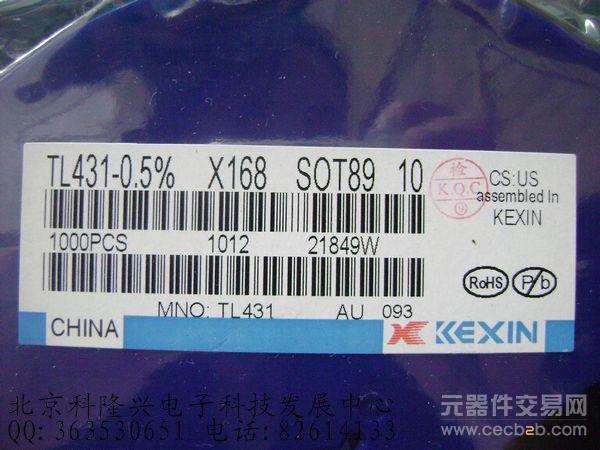 TL431-0.5% X168 SOT89 10
检
K.Q.C
CS:US
assembled In
KEXIN
1000PCS 1012 21849W
RoHS
P/b
MNO: TL431 AU 093
CHINA
KEXIN
北京科隆兴电子科技发展中心
QQ:363530651 电话:82614133
元器件交易网
www.cecb2b.com